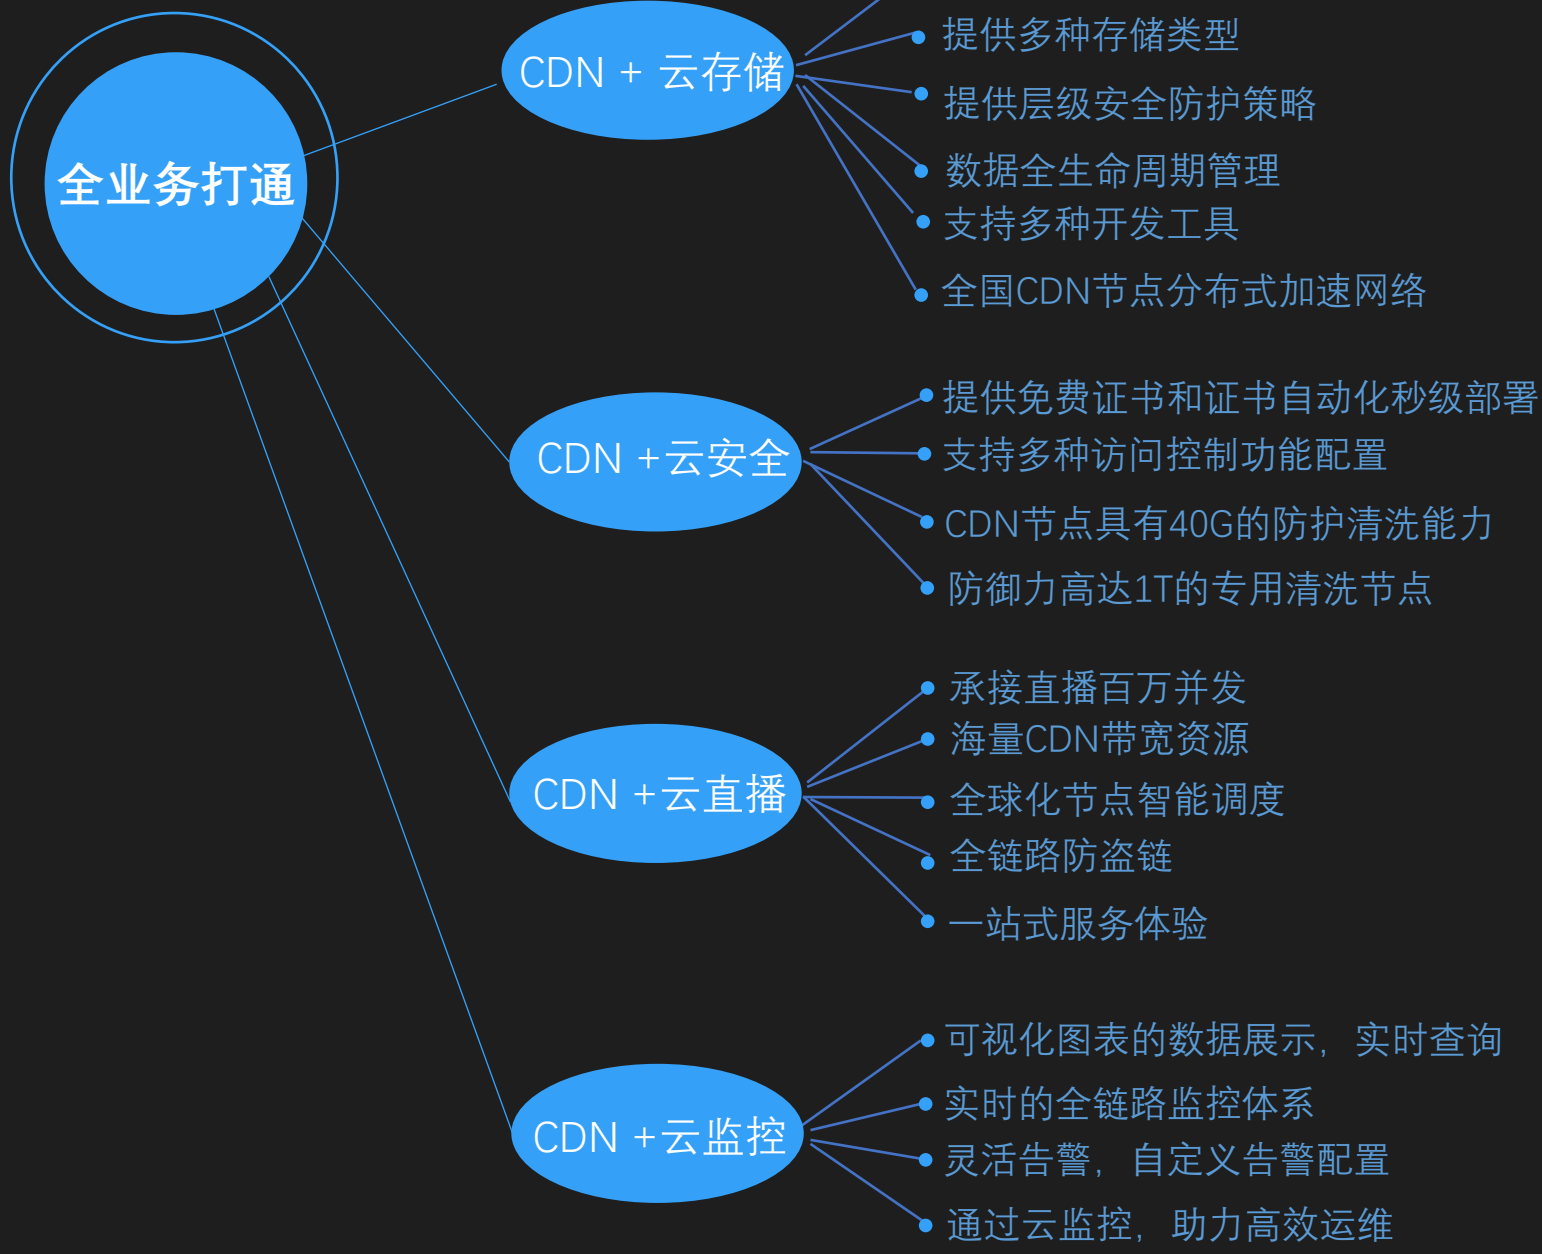 全业务打通
CDN + 云存储
提供多种存储类型
提供层级安全防护策略
数据全生命周期管理
支持多种开发工具
全国CDN节点分布式加速网络
CDN +云安全
提供免费证书和证书自动化秒级部署
支持多种访问控制功能配置
CDN节点具有40G的防护清洗能力
防御力高达1T的专用清洗节点
CDN +云直播
承接直播百万并发
海量CDN带宽资源
全球化节点智能调度
全链路防盗链
一站式服务体验
CDN +云监控
可视化图表的数据展示，实时查询
实时的全链路监控体系
灵活告警，自定义告警配置
通过云监控，助力高效运维